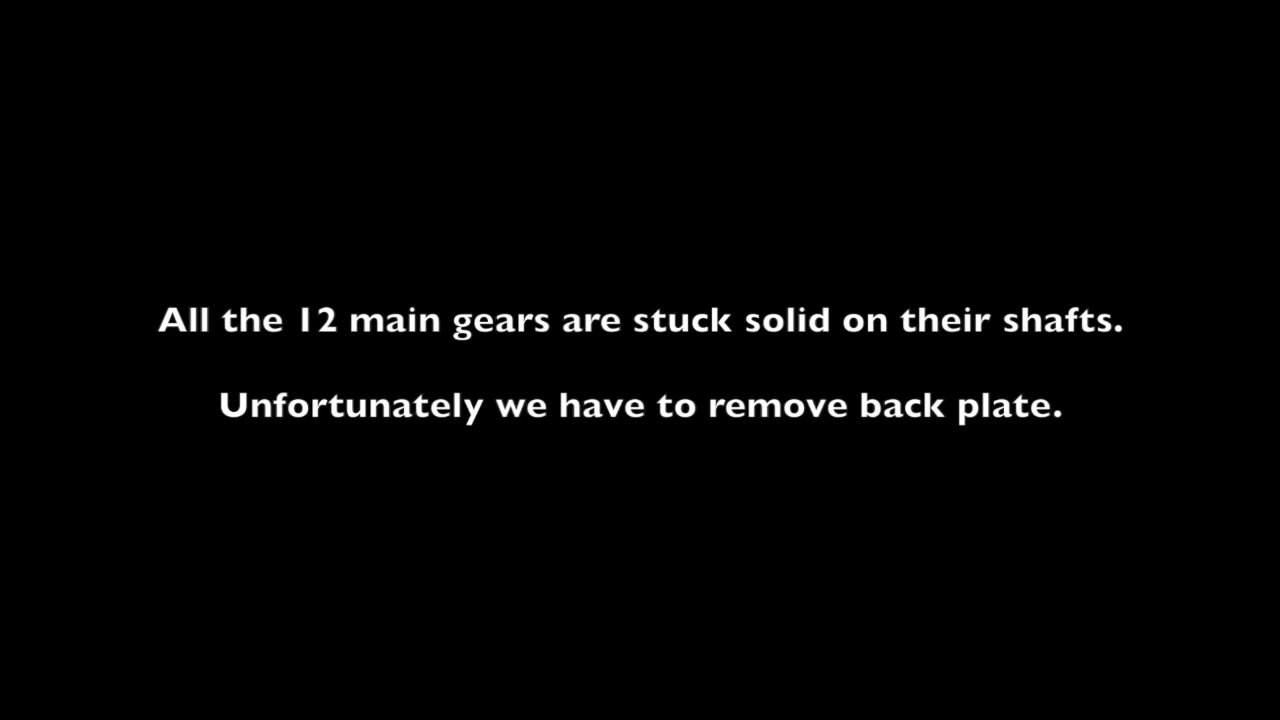 All the 12 main gears are stuck solid on their shafts.
Unfortunately we have to remove back plate.